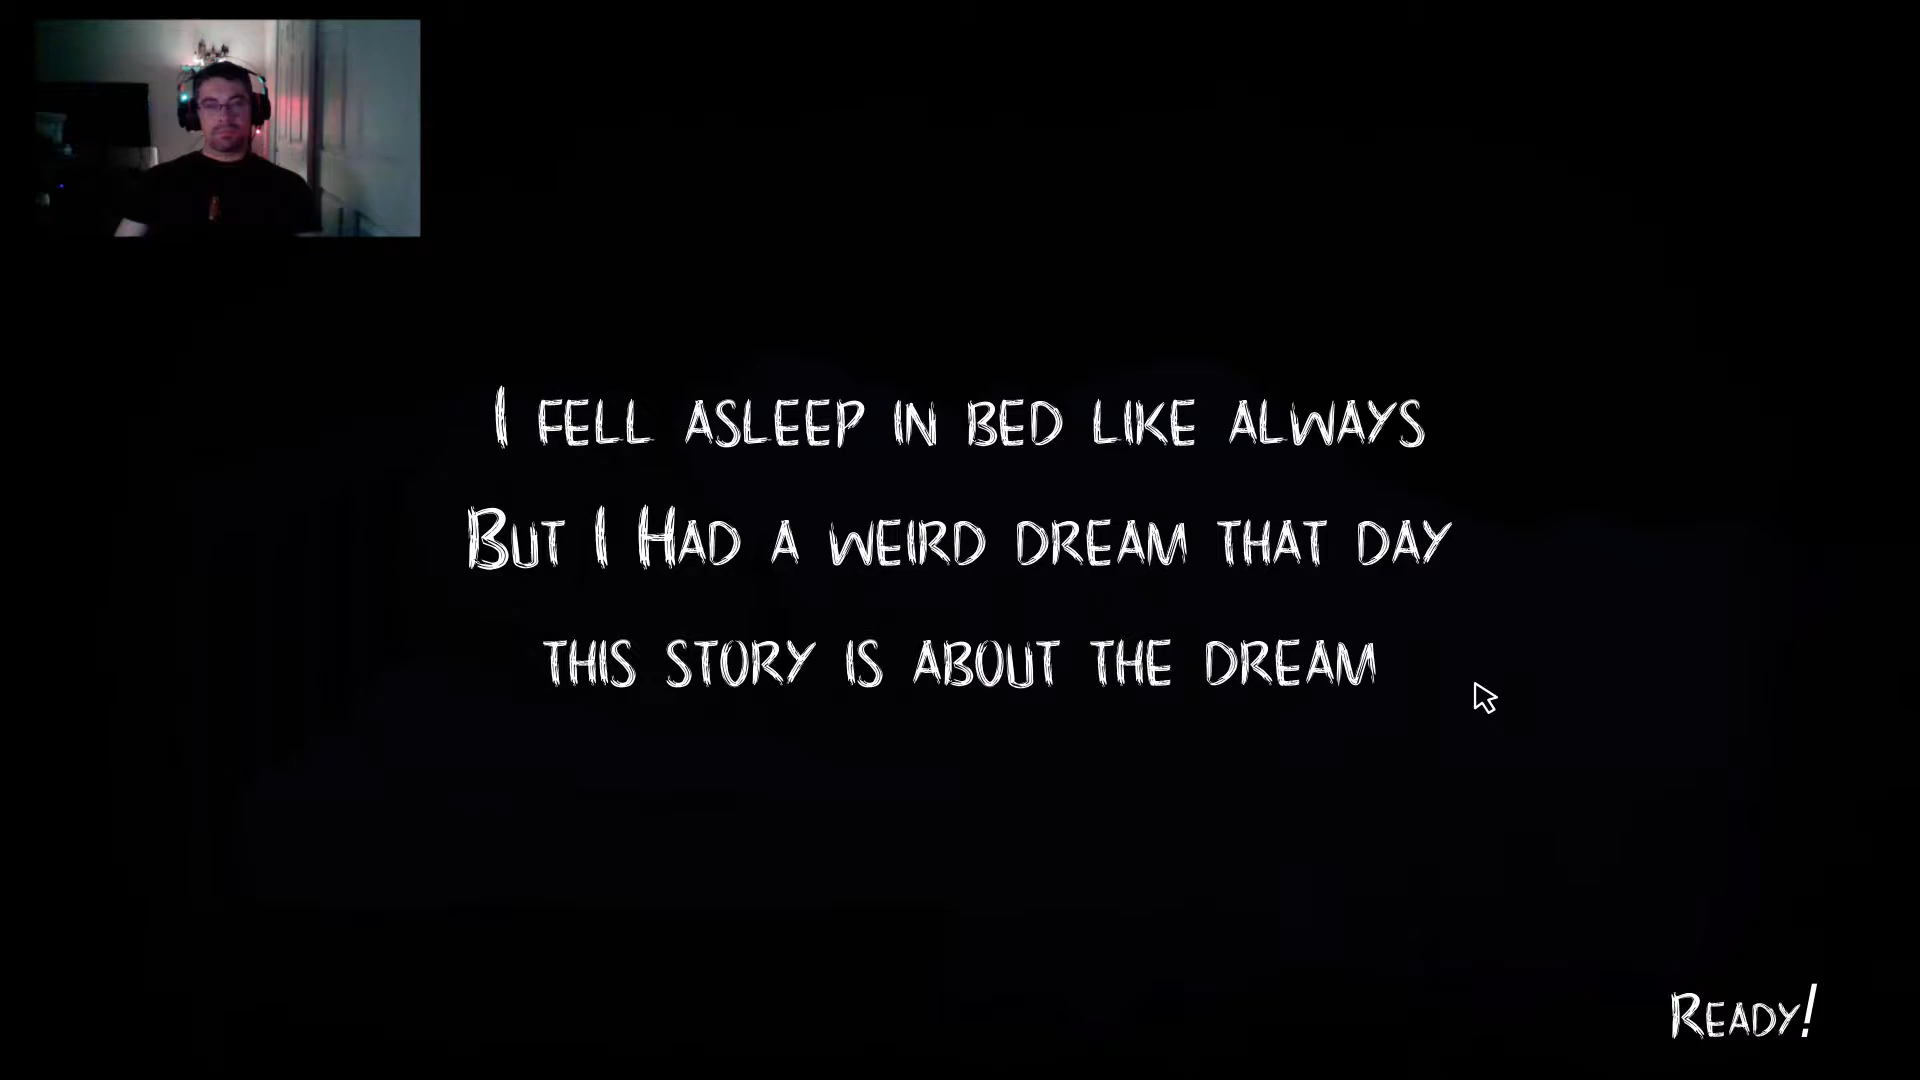 I FELL ASLEEP IN BED LIKE ALWAYS
BUT I HAD A WEIRD DREAM THAT DAY
THIS STORY IS ABOUT THE DREAM
READY!